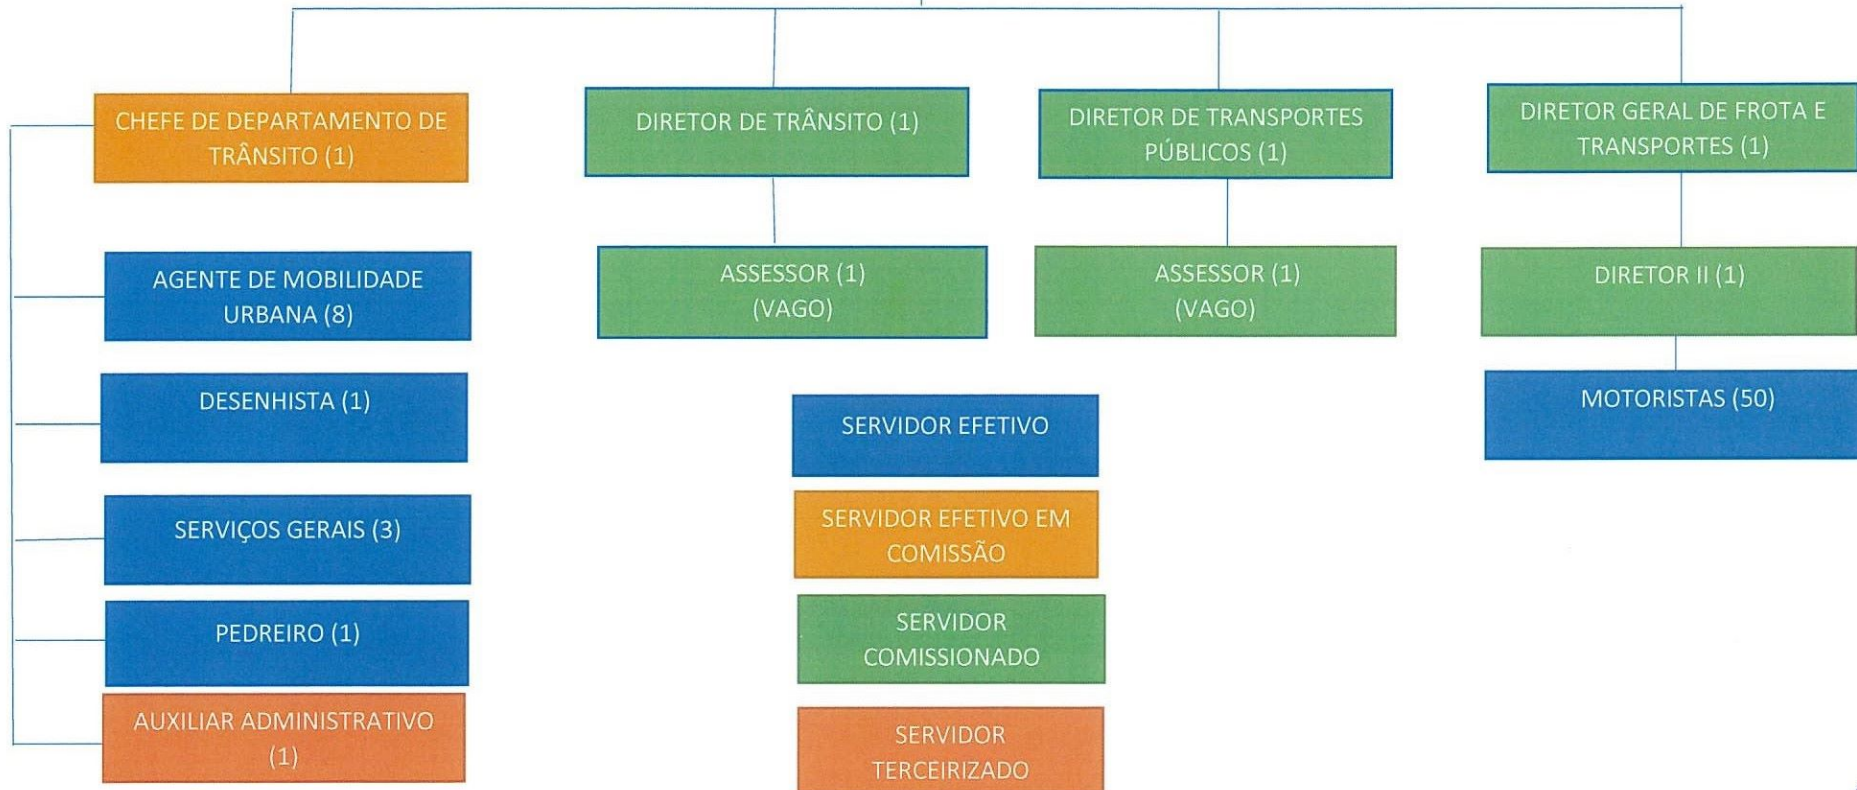 CHEFE DE DEPARTAMENTO DE
TRÂNSITO (1)
DIRETOR DE TRÂNSITO (1)
DIRETOR DE TRANSPORTES
PÚBLICOS (1)
DIRETOR GERAL DE FROTA E
TRANSPORTES (1)
AGENTE DE MOBILIDADE
URBANA (8)
ASSESSOR (1)
(VAGO)
ASSESSOR (1)
(VAGO)
DIRETOR II (1)
DESENHISTA (1)
MOTORISTAS (50)
SERVIÇOS GERAIS (3)
PEDREIRO (1)
AUXILIAR ADMINISTRATIVO
(1)
SERVIDOR EFETIVO
SERVIDOR EFETIVO EM
COMISSÃO
SERVIDOR
COMISSIONADO
SERVIDOR
TERCEIRIZADO